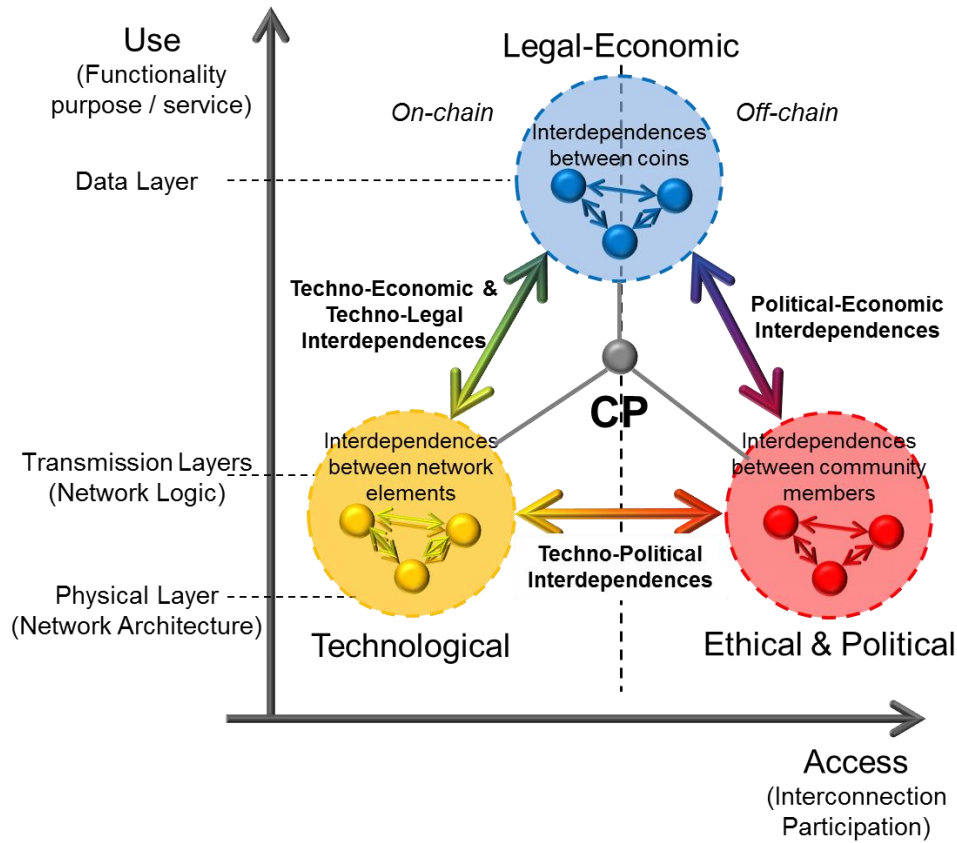 Use
(Functionality
purpose / service)
Legal-Economic
On-chain
Off-chain
Interdependences
between coins
Data Layer
Techno-Economic &
Techno-Legal
Interdependences
Political-Economic
Interdependences
CP
Transmission Layers
(Network Logic)
Interdependences
between network
elements
Interdependences
between community
members
Techno-Political
Interdependences
Physical Layer
(Network Architecture)
Technological
Ethical & Political
Access
(Interconnection
Participation)